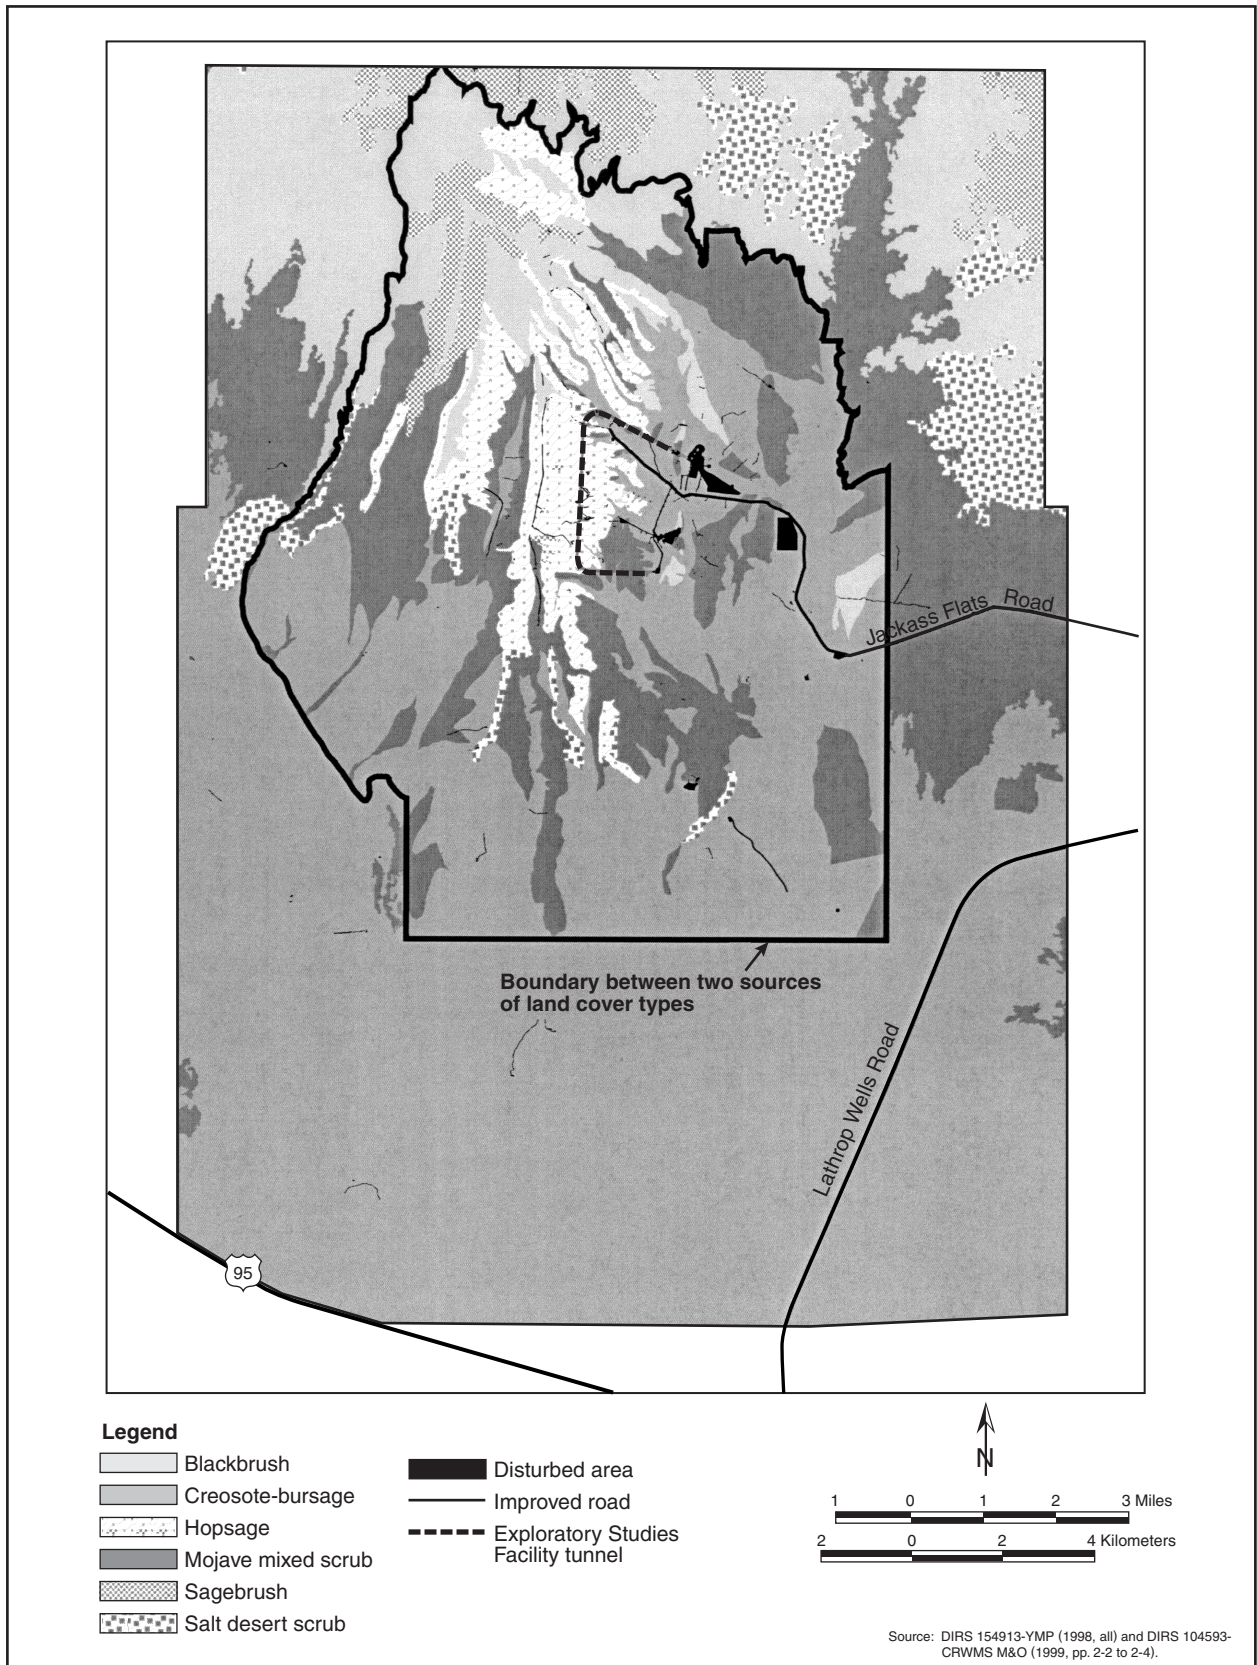 Jackass Flats Road
Boundary between two sources
of land cover types
Lathrop Wells Road
95
Legend
Blackbrush
Creosote-bursage
Hopsage
Mojave mixed scrub
Sagebrush
Salt desert scrub
Disturbed area
Improved road
Exploratory Studies
Facility tunnel
N
1 0 1 2 3 Miles
2 0 2 4 Kilometers
Source: DIRS 154913-YMP (1998, all) and DIRS 104593-
CRWMS M&O (1999, pp. 2-2 to 2-4).